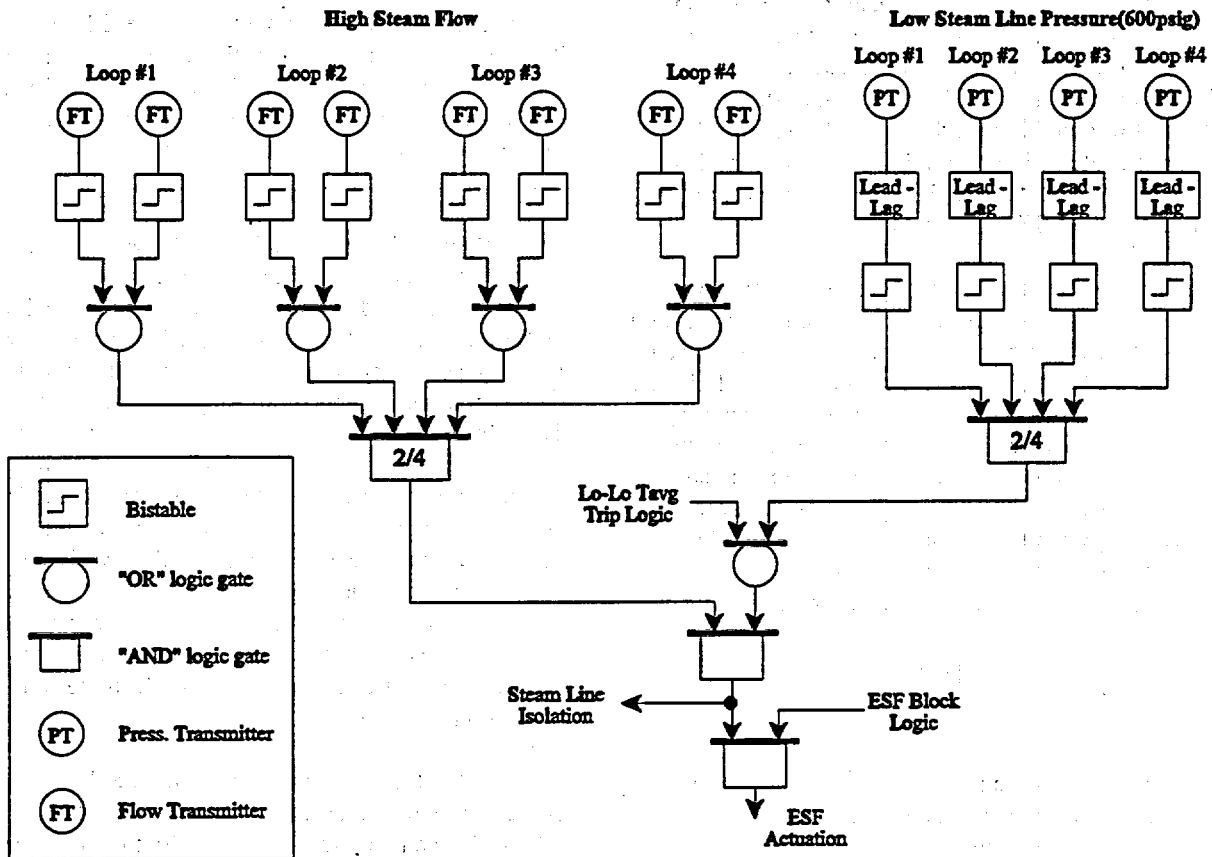 High Steam Flow
Low Steam Line Pressure(600psig)
Loop #1
Loop #2
Loop #3
Loop #4
Loop #1
Loop #2
Loop #3
Loop #4
FT
FT
FT
FT
FT
FT
FT
FT
PT
PT
PT
PT
Lead -
Lag
Lead -
Lag
Lead -
Lag
Lead -
Lag
2/4
2/4
Lo-Lo Tavg
Trip Logic
Bistable
"OR" logic gate
"AND" logic gate
PT
Press. Transmitter
FT
Flow Transmitter
Steam Line
Isolation
ESF Block
Logic
ESF
Actuation